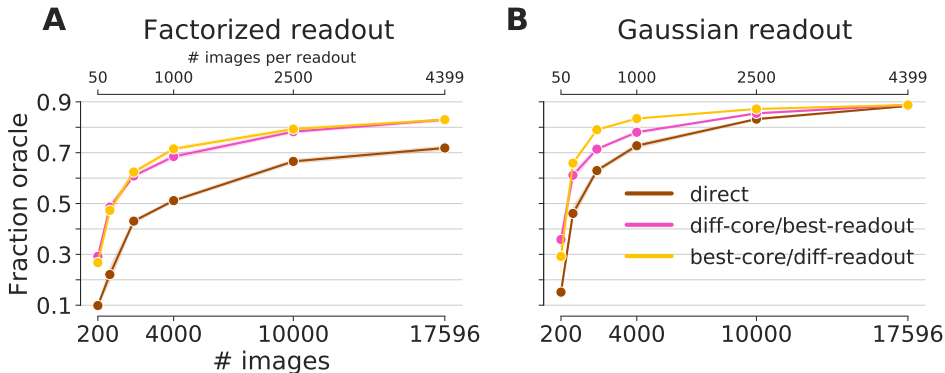 A
Factorized readout
# images per readout
50 1000 2500 4399
Fraction oracle
0.9
0.7
0.5
0.3
0.1
200 4000 10000 17596
# images
B
Gaussian readout
50 1000 2500 4399
direct
diff-core/best-readout
best-core/diff-readout
200 4000 10000 17596